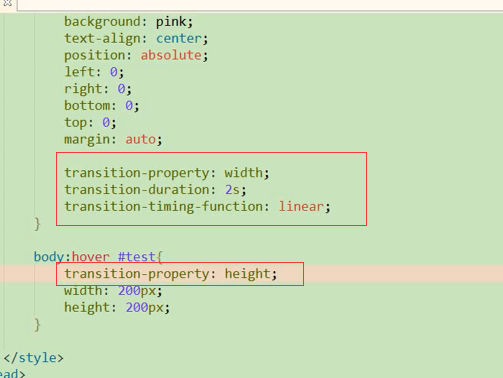 background: pink;
text-align: center;
position: absolute;
left: 0;
right: 0;
bottom: 0;
top: 0;
margin: auto;
transition-property: width;
transition-duration: 2s;
transition-timing-function: linear;
}
body:hover #test{
transition-property: height;
width: 200px;
height: 200px;
}
</style>
ead>